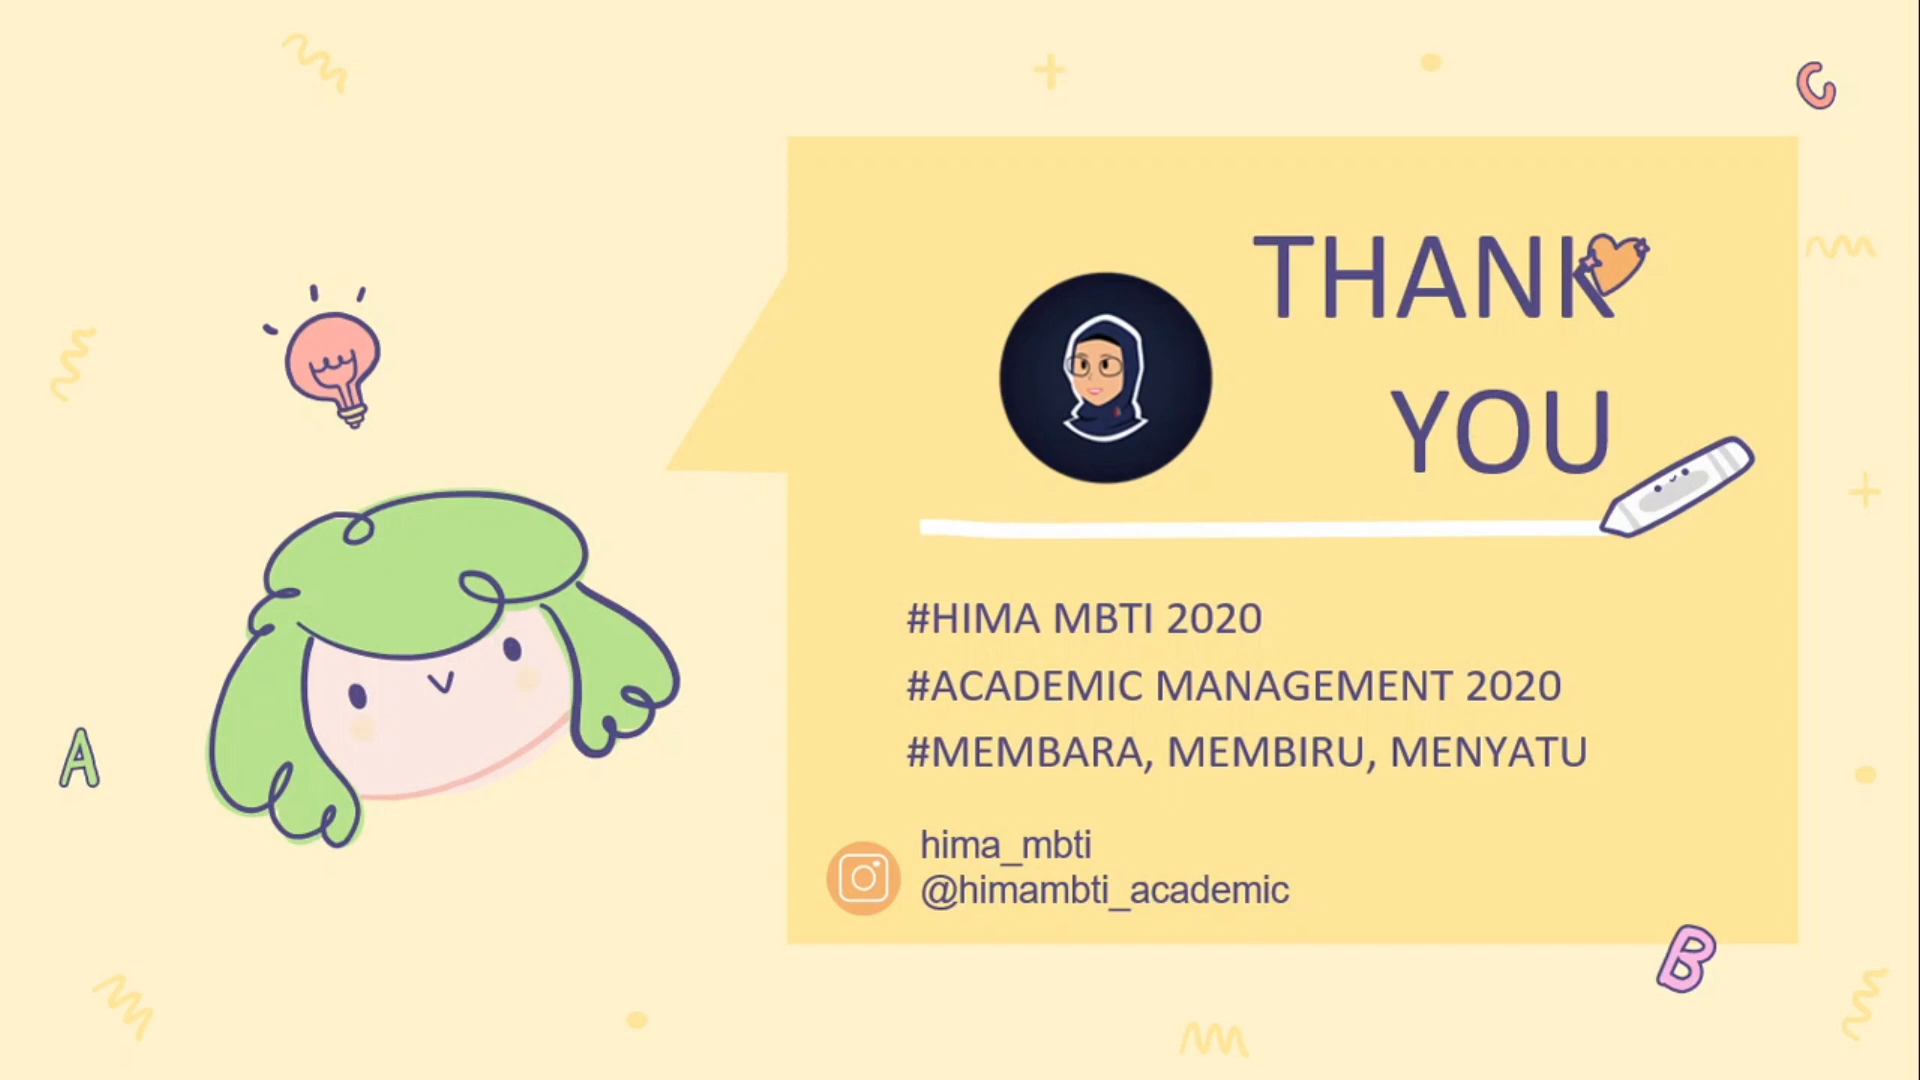 C
THANK
YOU
#HIMA MBTI 2020
#ACADEMIC MANAGEMENT 2020
#MEMBARA, MEMBIRU, MENYATU
A
hima_mbti
@himambti_academic
B